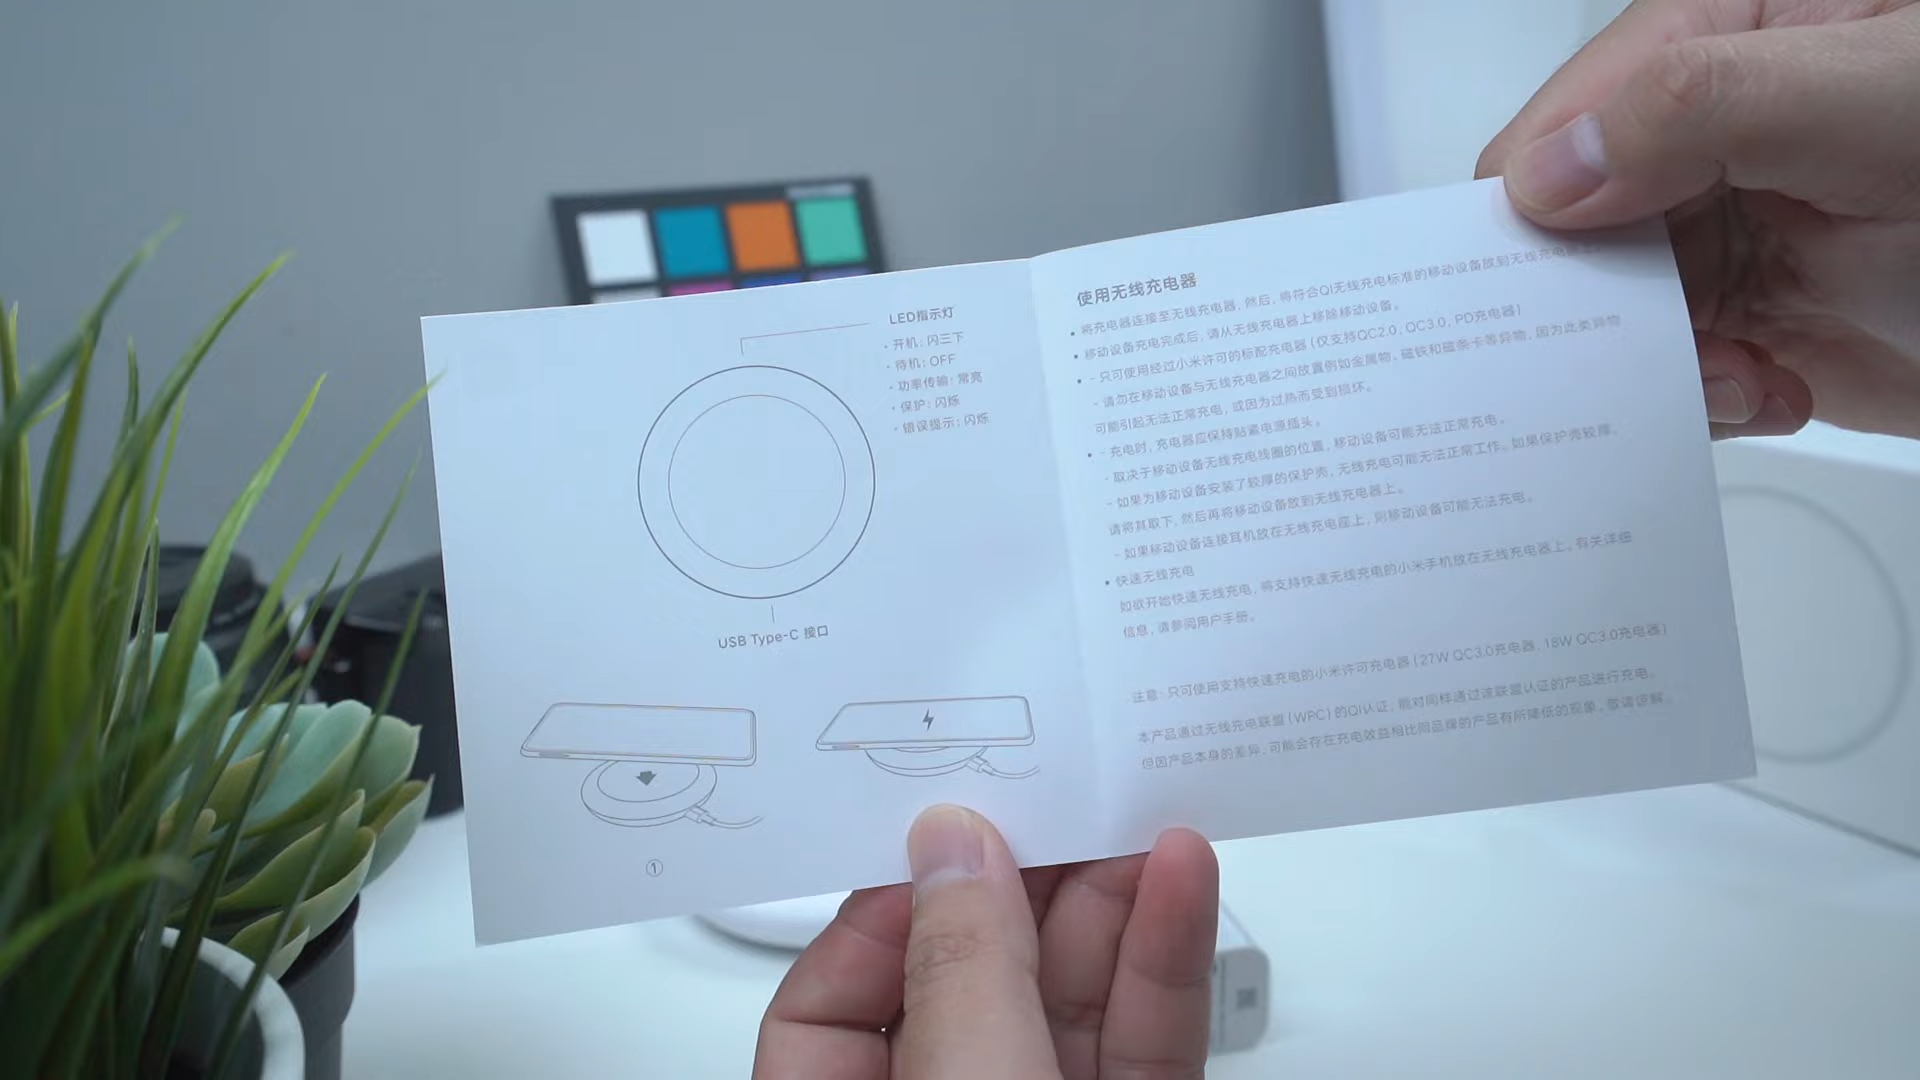 LED指示灯
· 开机: 闪三下
· 待机: OFF
· 功率传输: 常亮
· 保护: 闪烁
· 错误提示: 闪烁
USB Type-C 接口
①
使用无线充电器
• 将充电器连接至无线充电器, 然后, 将符合QI无线充电标准的移动设备放到无线充电器上。
• 移动设备充电完成后, 请从无线充电器上移除移动设备。
• - 只可使用经过小米许可的标配充电器 (仅支持QC2.0, QC3.0, PD充电器)
- 请勿在移动设备与无线充电器之间放置例如金属物、磁铁和磁条卡等异物, 因为此类异物
可能引起无法正常充电, 或因为过热而受到损坏。
• - 充电时, 充电器应保持贴紧电源插头。
- 取决于移动设备无线充电线圈的位置, 移动设备可能无法正常充电。
- 如果为移动设备安装了较厚的保护壳, 无线充电可能无法正常工作。如果保护壳较厚,
请将其取下, 然后再将移动设备放到无线充电器上。
- 如果移动设备连接耳机放在无线充电座上, 则移动设备可能无法充电。
• 快速无线充电
如欲开始快速无线充电, 将支持快速无线充电的小米手机放在无线充电器上。有关详细
信息, 请参阅用户手册。
注意: 只可使用支持快速充电的小米许可充电器 (27W QC3.0充电器, 18W QC3.0充电器)
本产品通过无线充电联盟 (WPC) 的QI认证, 能对同样通过该联盟认证的产品进行充电。
但因产品本身的差异, 可能会存在充电效益相比同品牌的产品有所降低的现象, 敬请谅解。